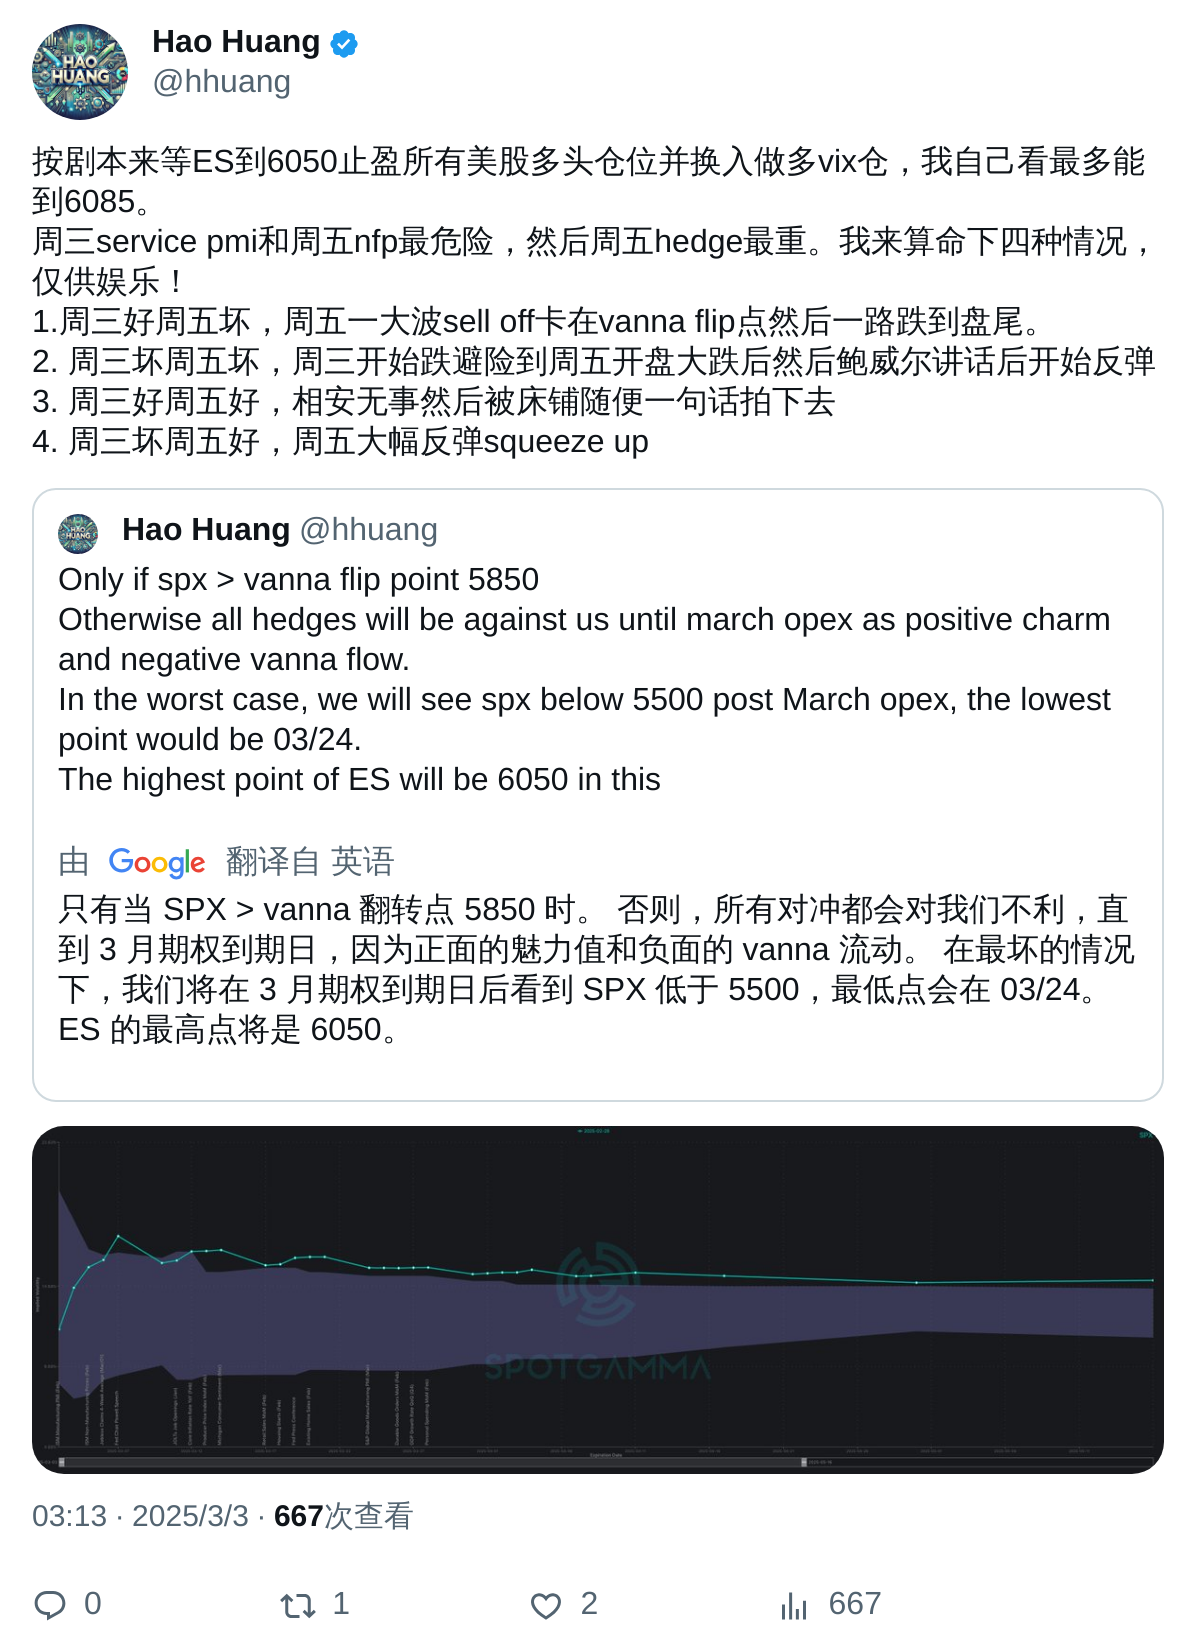 Hao Huang
@hhuang
按剧本来等ES到6050止盈所有美股多头仓位并换入做多vix仓，我自己看最多能
到6085。
周三service pmi和周五nfp最危险，然后周五hedge最重。我来算命下四种情况，
仅供娱乐！
1.周三好周五坏，周五一大波sell off卡在vanna flip点然后一路跌到盘尾。
2. 周三坏周五坏，周三开始跌避险到周五开盘大跌后然后鲍威尔讲话后开始反弹
3. 周三好周五好，相安无事然后被床铺随便一句话拍下去
4. 周三坏周五好，周五大幅反弹squeeze up
Hao Huang @hhuang
Only if spx > vanna flip point 5850
Otherwise all hedges will be against us until march opex as positive charm
and negative vanna flow.
In the worst case, we will see spx below 5500 post March opex, the lowest
point would be 03/24.
The highest point of ES will be 6050 in this
由 Google 翻译自 英语
只有当 SPX > vanna 翻转点 5850 时。 否则，所有对冲都会对我们不利，直
到 3 月期权到期日，因为正面的魅力值和负面的 vanna 流动。 在最坏的情况
下，我们将在 3 月期权到期日后看到 SPX 低于 5500，最低点会在 03/24。
ES 的最高点将是 6050。
SPX
SPOTGAMMA
Expiration Date
03:13 · 2025/3/3 · 667次查看
0 1 2 667